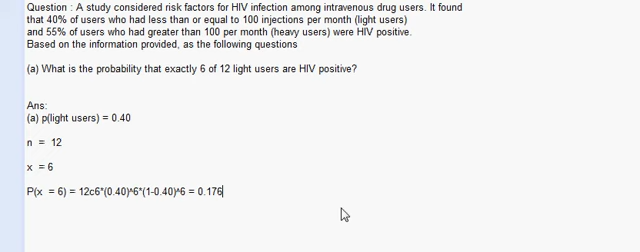 Question : A study considered risk factors for HIV infection among intravenous drug users. It found
that 40% of users who had less than or equal to 100 injections per month (light users)
and 55% of users who had greater than 100 per month (heavy users) were HIV positive.
Based on the information provided, as the following questions
(a) What is the probability that exactly 6 of 12 light users are HIV positive?
Ans:
(a) p(light users) = 0.40
n = 12
x = 6
P(x = 6) = 12c6*(0.40)^6*(1-0.40)^6 = 0.176